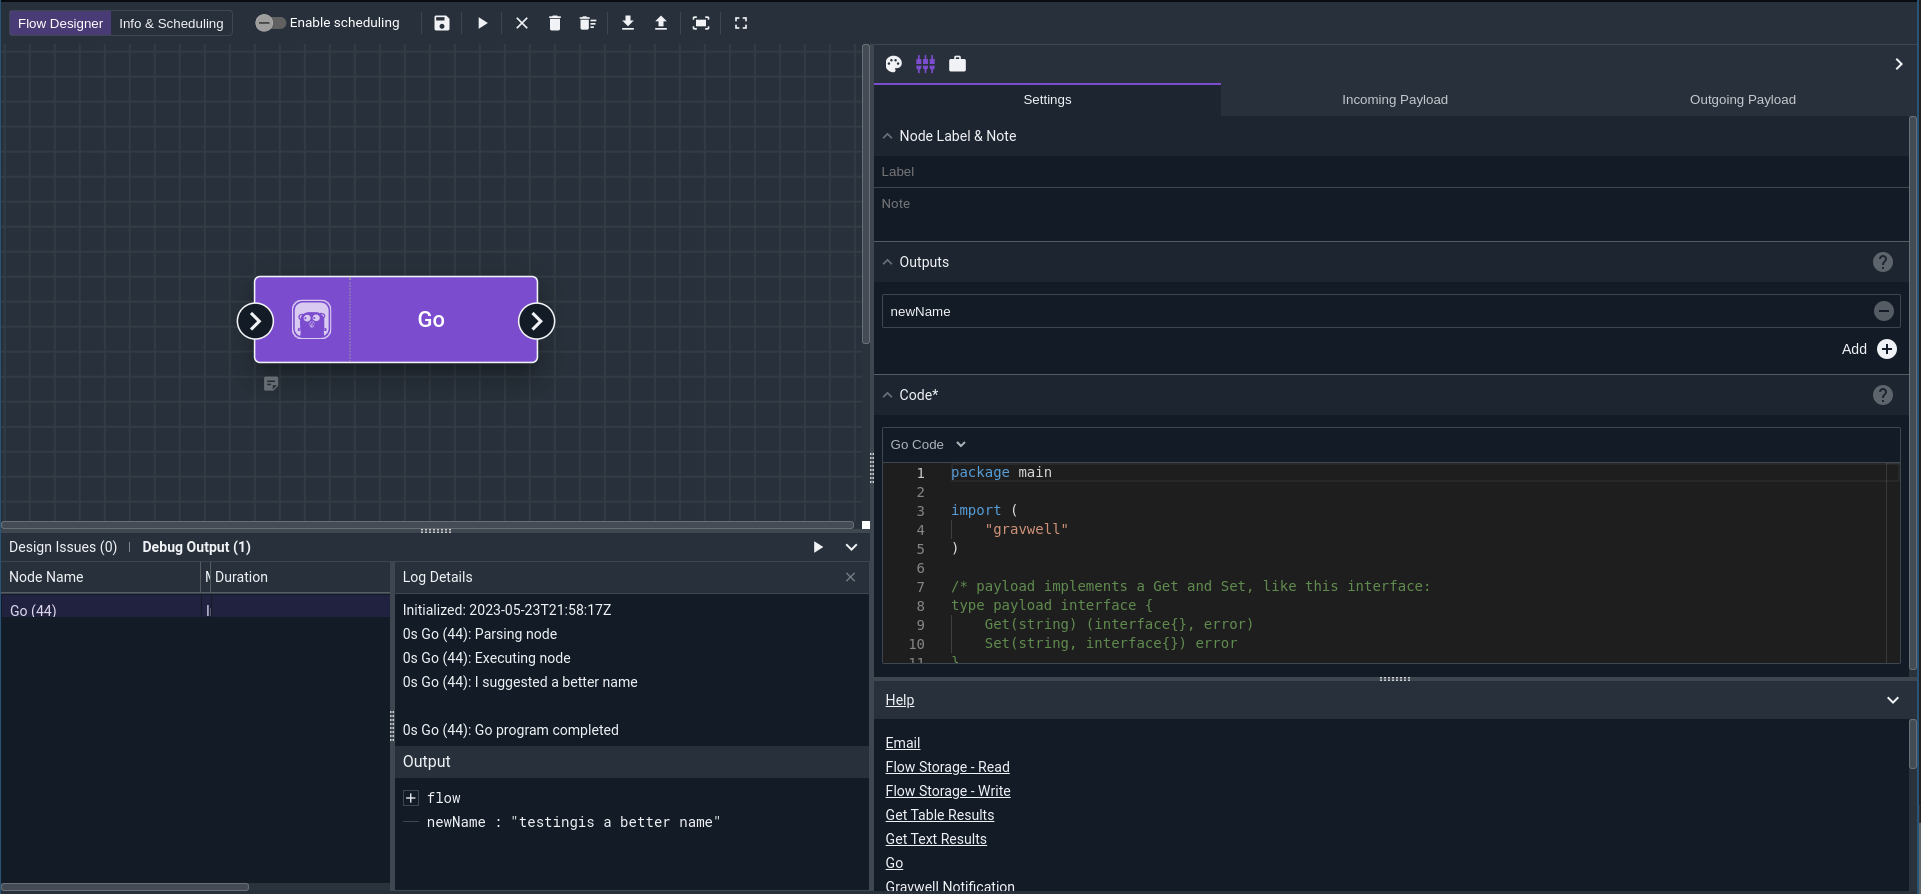 Flow Designer
Info & Scheduling
Enable scheduling
Go
Design Issues (0)
Debug Output (1)
Node Name
Duration
Go (44)
Log Details
Initialized: 2023-05-23T21:58:17Z
0s Go (44): Parsing node
0s Go (44): Executing node
0s Go (44): I suggested a better name
0s Go (44): Go program completed
Output
flow
newName : "testingis a better name"
Settings
Incoming Payload
Outgoing Payload
Node Label & Note
Label
Note
Outputs
newName
Add
Code*
Go Code
1 package main
2
3 import (
4 "gravwell"
5 )
6
7 /* payload implements a Get and Set, like this interface:
8 type payload interface {
9 Get(string) (interface{}, error)
10 Set(string, interface{}) error
11 }
Help
Email
Flow Storage - Read
Flow Storage - Write
Get Table Results
Get Text Results
Go
Gravwell Notification